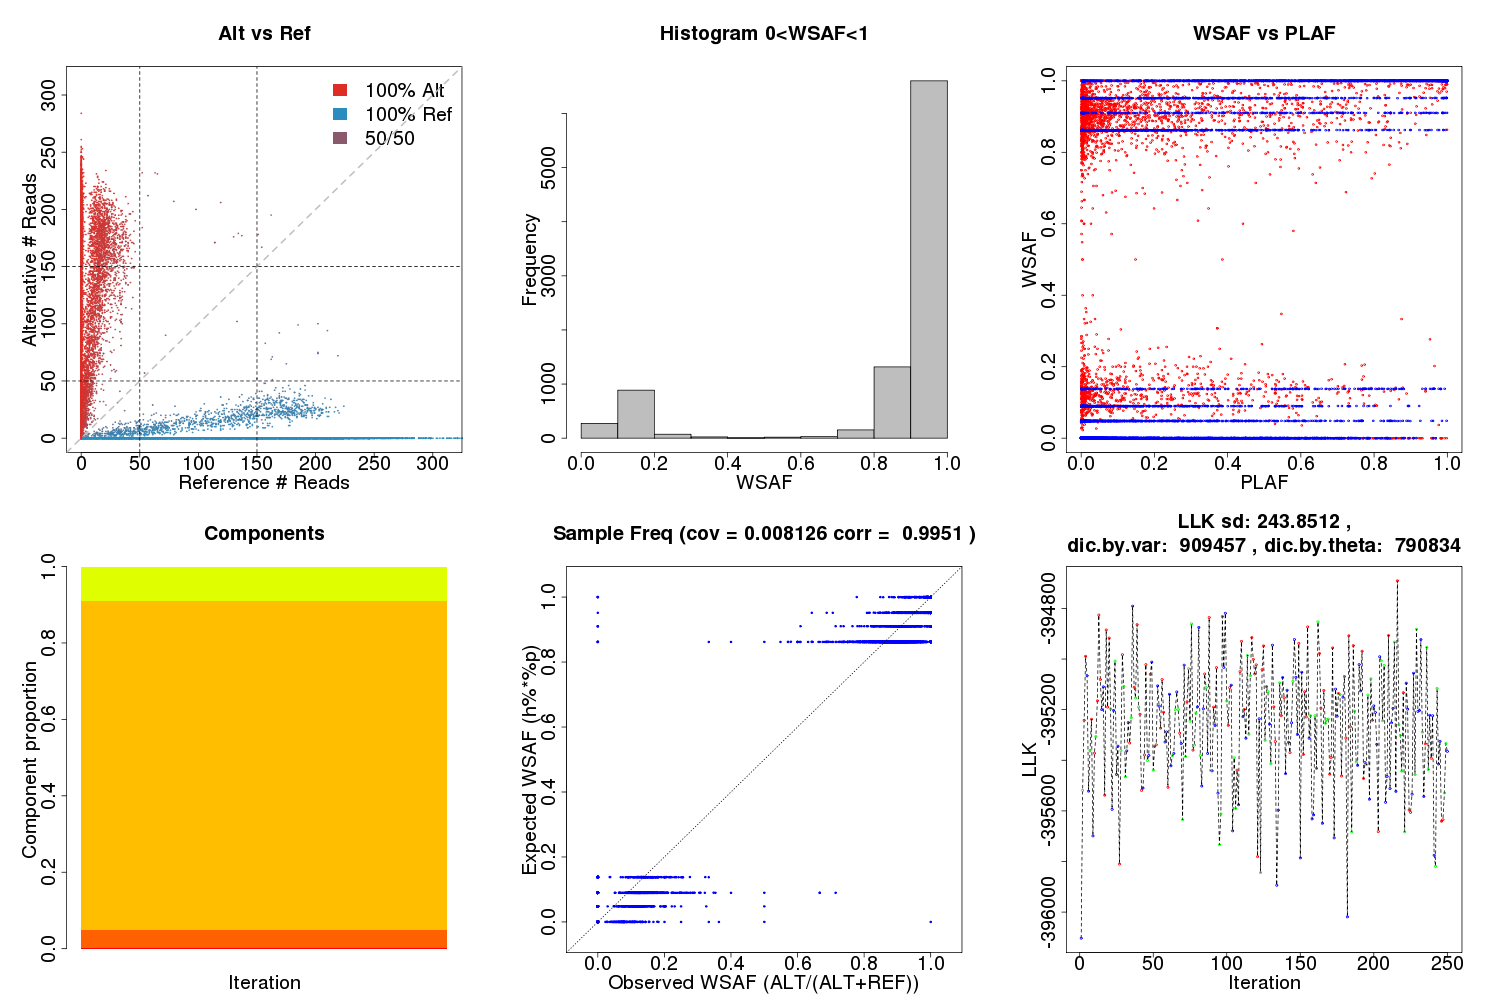 Alt vs Ref
100% Alt
100% Ref
50/50
Alternative # Reads
0 50 100 150 200 250 300
0 50 100 150 200 250 300
Reference # Reads
Histogram 0<WSAF<1
Frequency
0 1000 3000 5000
0.0 0.2 0.4 0.6 0.8 1.0
WSAF
WSAF vs PLAF
WSAF
0.0 0.2 0.4 0.6 0.8 1.0
0.0 0.2 0.4 0.6 0.8 1.0
PLAF
Components
Component proportion
0.0 0.2 0.4 0.6 0.8 1.0
Iteration
Sample Freq (cov = 0.008126 corr = 0.9951 )
Expected WSAF (h%*%p)
0.0 0.2 0.4 0.6 0.8 1.0
0.0 0.2 0.4 0.6 0.8 1.0
Observed WSAF (ALT/(ALT+REF))
LLK sd: 243.8512 ,
dic.by.var: 909457 , dic.by.theta: 790834
LLK
-396000 -395600 -395200 -394800
0 50 100 150 200 250
Iteration